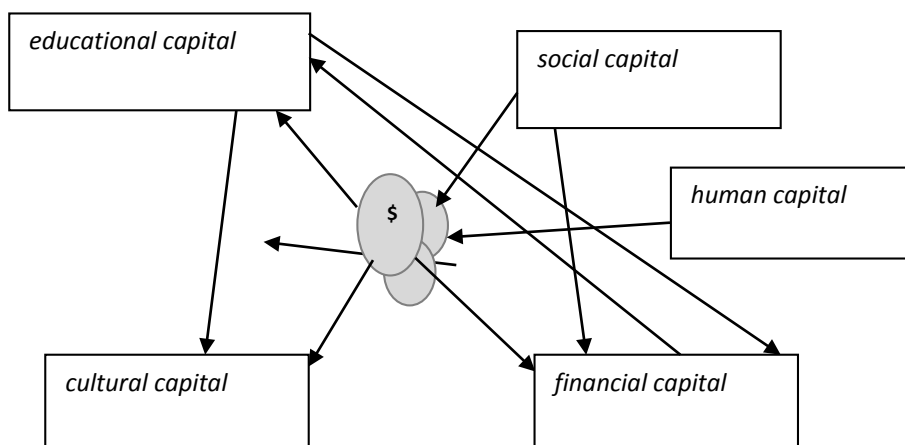 educational capital
social capital
human capital
$
cultural capital
financial capital